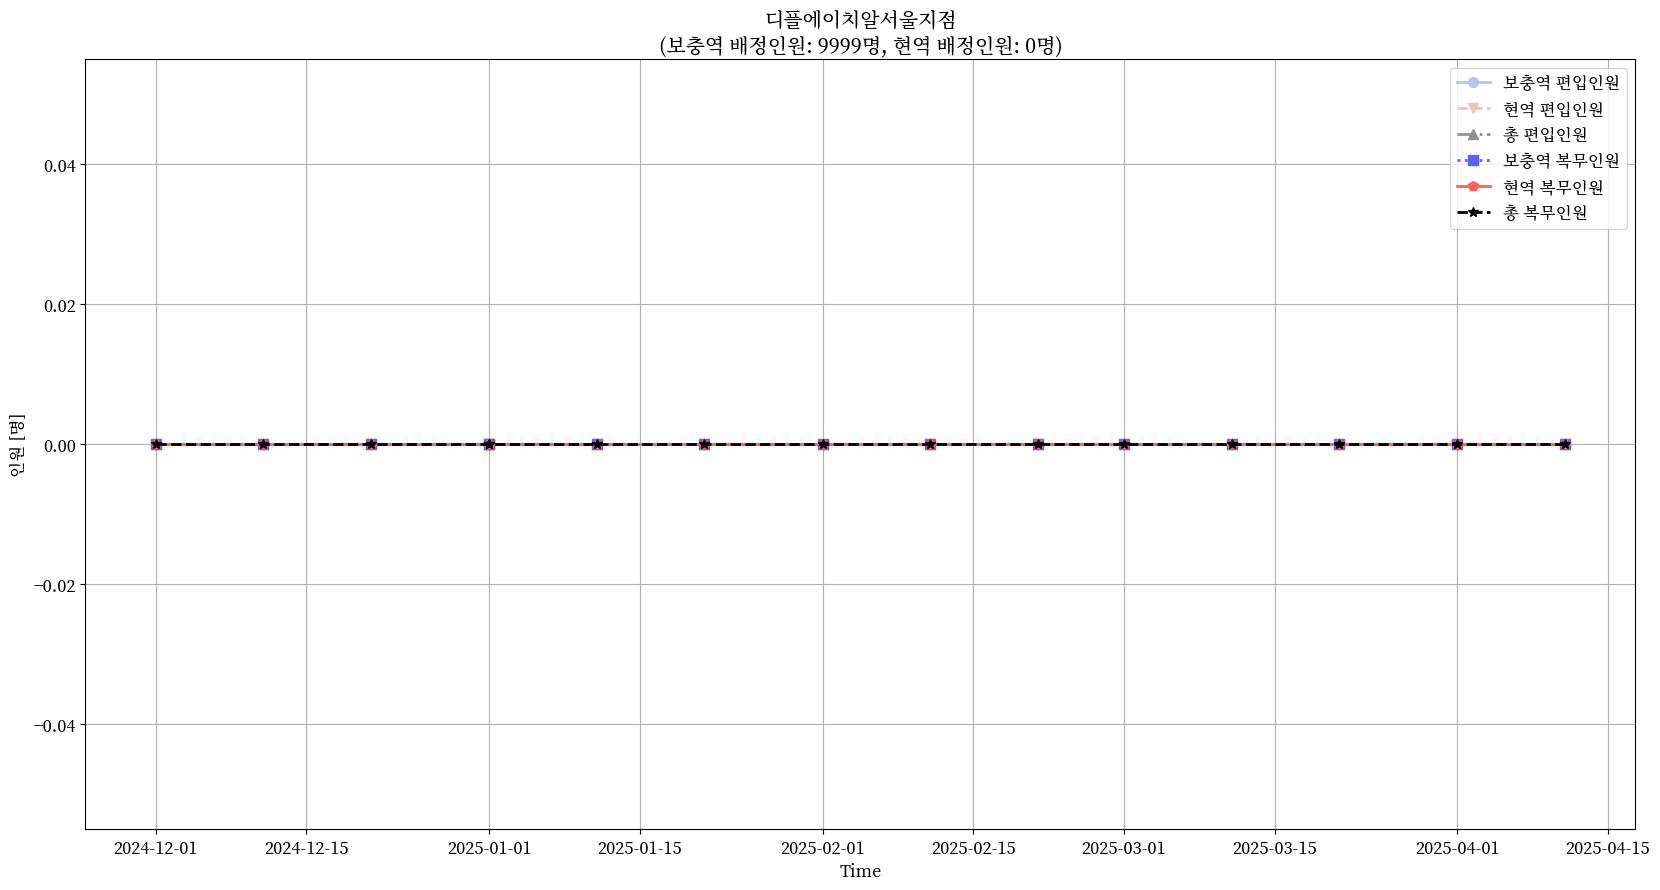 디플에이치알서울지점
(보충역 배정인원: 9999명, 현역 배정인원: 0명)
보충역 편입인원
현역 편입인원
총 편입인원
보충역 복무인원
현역 복무인원
총 복무인원
인원 [명]
0.04
0.02
0.00
−0.02
−0.04
2024-12-01 2024-12-15 2025-01-01 2025-01-15 2025-02-01 2025-02-15 2025-03-01 2025-03-15 2025-04-01 2025-04-15
Time